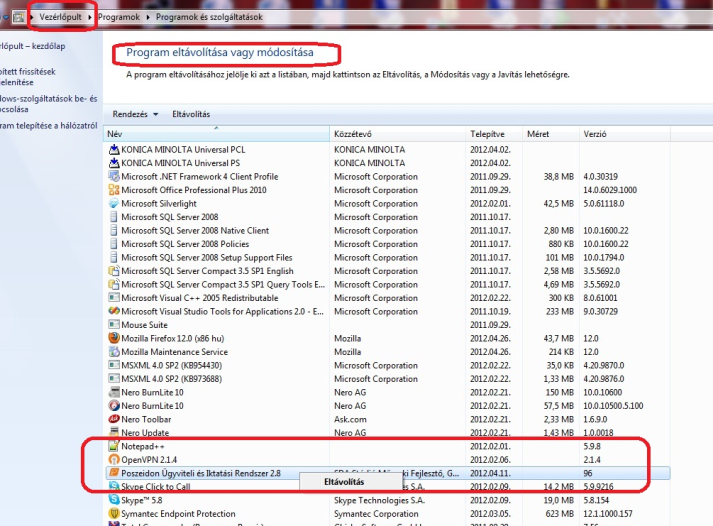 Vezérlőpult ▸ Programok ▸ Programok és szolgáltatások
rlőpult – kezdőlap
Program eltávolítása vagy módosítása
A program eltávolításához jelölje ki azt a listában, majd kattintson az Eltávolítás, a Módosítás vagy a Javítás lehetőségre.
pített frissítések
jelenítése
dows-szolgáltatások be- és
csolása
ram telepítése a hálózatról
Rendezés Eltávolítás
Név Közzétevő Telepítve Méret Verzió
KONICA MINOLTA Universal PCL KONICA MINOLTA 2012.04.02.
KONICA MINOLTA Universal PS KONICA MINOLTA 2012.04.02.
Microsoft .NET Framework 4 Client Profile Microsoft Corporation 2011.09.29. 38,8 MB 4.0.30319
Microsoft Office Professional Plus 2010 Microsoft Corporation 2011.09.29. 14.0.6029.1000
Microsoft Silverlight Microsoft Corporation 2012.02.01. 42,5 MB 5.0.61118.0
Microsoft SQL Server 2008 Microsoft Corporation 2011.10.17.
Microsoft SQL Server 2008 Native Client Microsoft Corporation 2011.10.17. 2,80 MB 10.0.1600.22
Microsoft SQL Server 2008 Policies Microsoft Corporation 2011.10.17. 880 KB 10.0.1600.22
Microsoft SQL Server 2008 Setup Support Files Microsoft Corporation 2011.10.17. 101 MB 10.0.1794.0
Microsoft SQL Server Compact 3.5 SP1 English Microsoft Corporation 2011.10.17. 2,58 MB 3.5.5692.0
Microsoft SQL Server Compact 3.5 SP1 Query Tools E... Microsoft Corporation 2011.10.17. 4,69 MB 3.5.5692.0
Microsoft Visual C++ 2005 Redistributable Microsoft Corporation 2012.02.22. 300 KB 8.0.61001
Microsoft Visual Studio Tools for Applications 2.0 - E... Microsoft Corporation 2011.10.19. 233 MB 9.0.30729
Mouse Suite 2011.09.29.
Mozilla Firefox 12.0 (x86 hu) Mozilla 2012.04.26. 43,7 MB 12.0
Mozilla Maintenance Service Mozilla 2012.04.26. 214 KB 12.0
MSXML 4.0 SP2 (KB954430) Microsoft Corporation 2012.02.22. 35,0 KB 4.20.9870.0
MSXML 4.0 SP2 (KB973688) Microsoft Corporation 2012.02.22. 1,33 MB 4.20.9876.0
Nero BurnLite 10 Nero AG 2012.02.21. 150 MB 10.0.10600
Nero BurnLite 10 Nero AG 2012.02.21. 57,5 MB 10.0.10500.5.100
Nero Toolbar Ask.com 2012.02.21. 2,33 MB 1.6.9.0
Nero Update Nero AG 2012.02.21. 1,43 MB 1.0.0018
Notepad++ 2012.02.01. 5.9.8
OpenVPN 2.1.4 2012.02.06. 2.1.4
Poseidon Ügyviteli és Iktatási Rendszer 2.8 ki Fejlesztő, G... 2012.04.11. 96
Eltávolítás
Skype Click to Call es S.A. 2012.02.09. 14,2 MB 5.9.9216
Skype™ 5.8 Skype Technologies S.A. 2012.02.09. 19,0 MB 5.8.154
Symantec Endpoint Protection Symantec Corporation 2012.03.05. 623 MB 12.1.1000.157